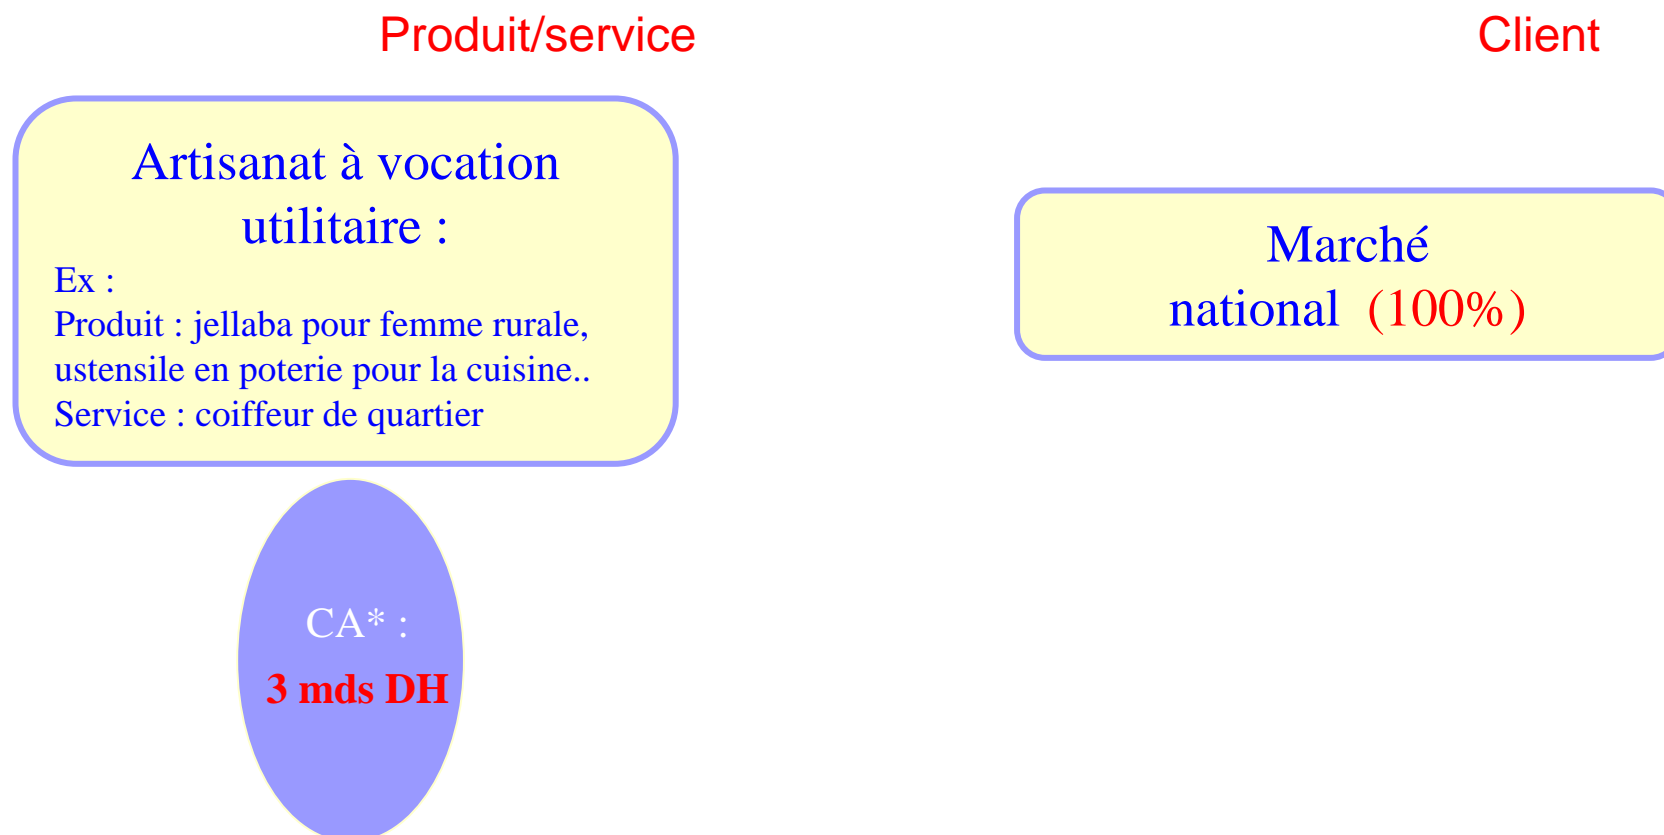 Produit/service
Client
Artisanat à vocation
utilitaire :
Ex :
Produit : jellaba pour femme rurale,
ustensile en poterie pour la cuisine..
Service : coiffeur de quartier
Marché
national (100%)
CA* :
3 mds DH